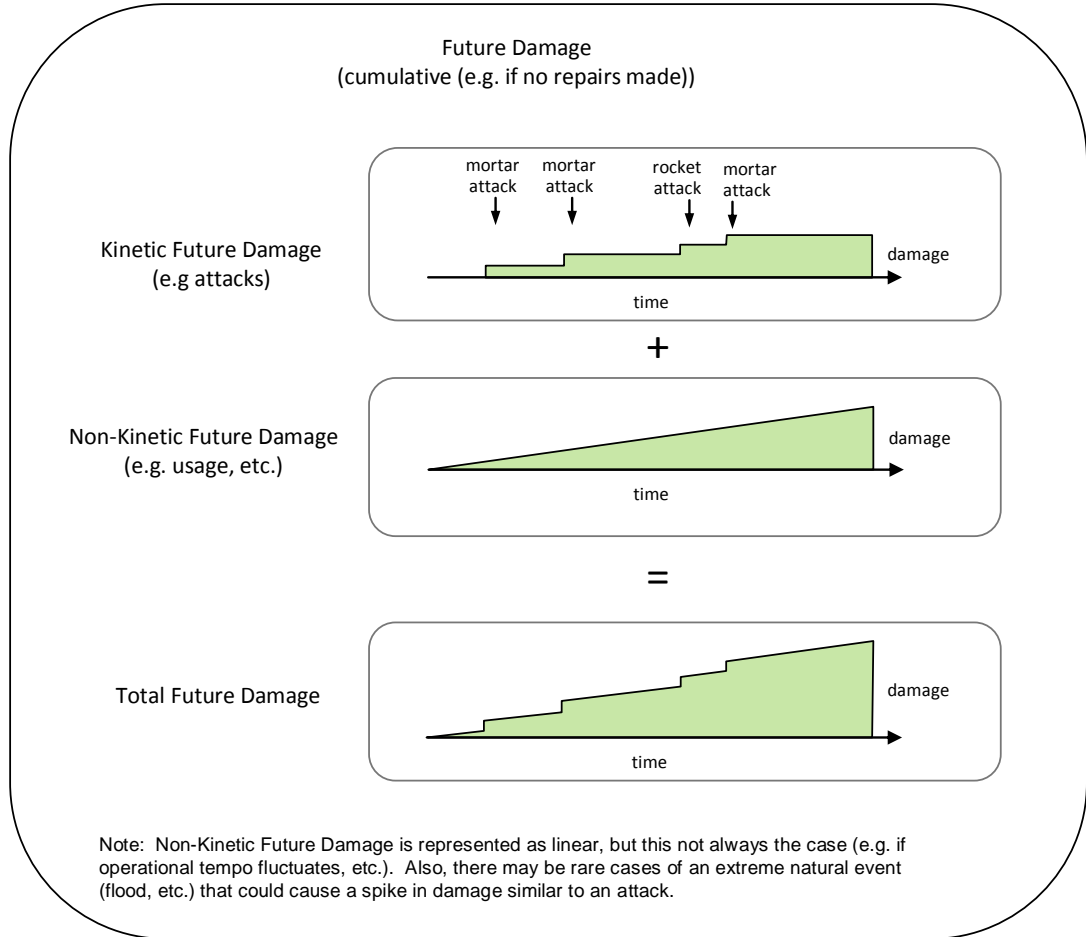 Future Damage
(cumulative (e.g. if no repairs made))
mortar
attack
mortar
attack
rocket
attack
mortar
attack
Kinetic Future Damage
(e.g attacks)
damage
time
+
Non-Kinetic Future Damage
(e.g. usage, etc.)
damage
time
=
Total Future Damage
damage
time
Note:  Non-Kinetic Future Damage is represented as linear, but this not always the case (e.g. if
operational tempo fluctuates, etc.).  Also, there may be rare cases of an extreme natural event
(flood, etc.) that could cause a spike in damage similar to an attack.